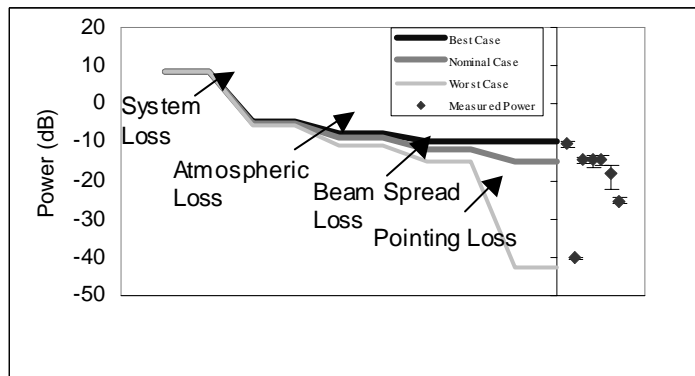 20
10
0
-10
-20
-30
-40
-50
Power (dB)
System
Loss
Atmospheric
Loss
Beam Spread
Loss
Pointing Loss
Best Case
Nominal Case
Worst Case
Measured Power